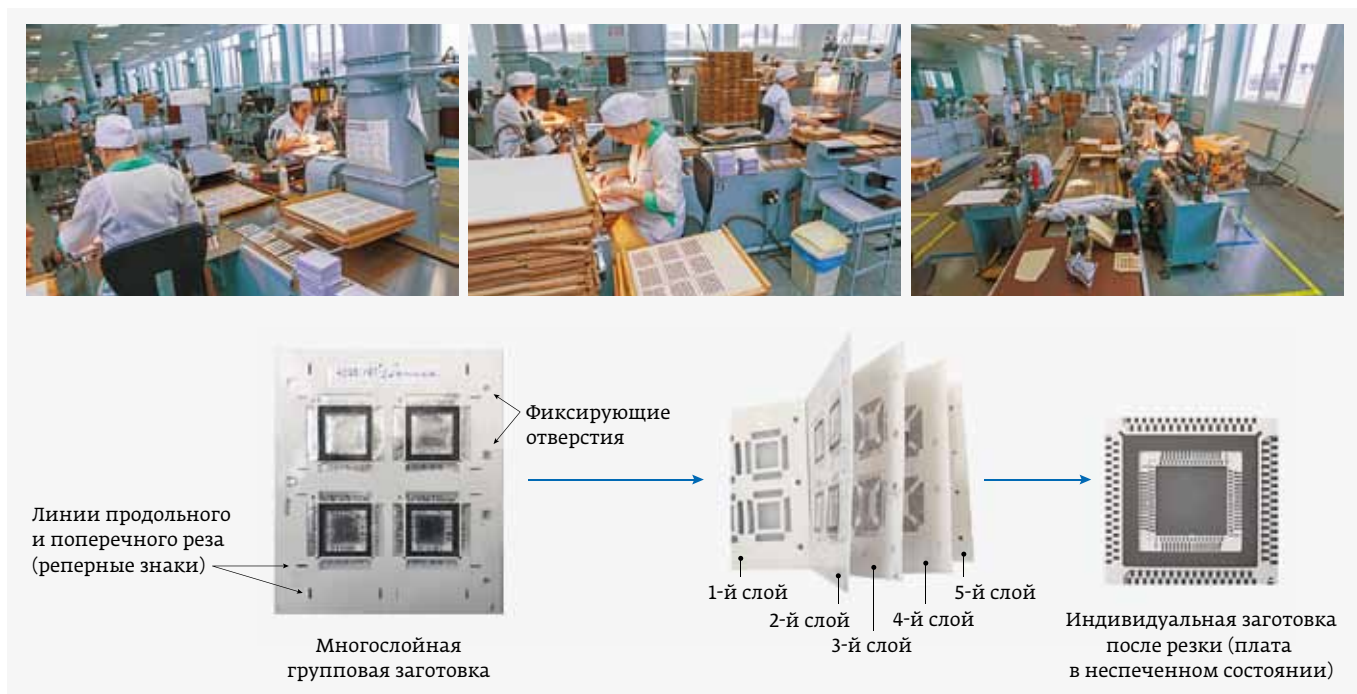 Фиксирующие
отверстия
Линии продольного
и поперечного реза
(реперные знаки)
Многослойная
групповая заготовка
1-й слой
2-й слой
3-й слой
4-й слой
5-й слой
Индивидуальная заготовка
после резки (плата
в неспеченном состоянии)